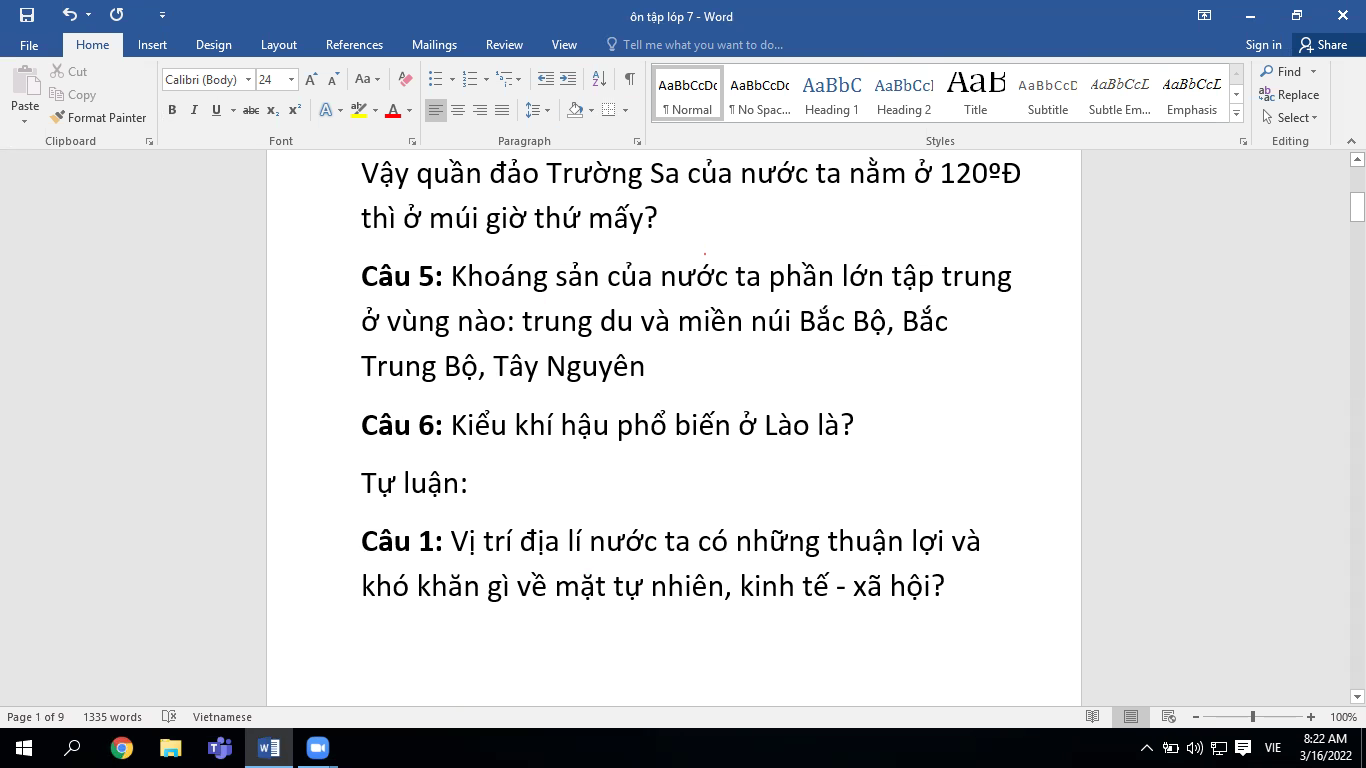 ôn tập lóp 7 - Word
File Home Insert Design Layout References Mailings Review View Tell me what you want to do... Sign in Share
Paste Cut Copy Format Painter
Calibri (Body) 24
AaBbCcDc AaBbCcDc AaBbC AaBbCcl AaB AaBbCcD AaBbCcL AaBbCcL
¶ Normal ¶ No Spac... Heading 1 Heading 2 Title Subtitle Subtle Em... Emphasis
Find Replace Select
Clipboard Font Paragraph Styles Editing
Vậy quần đảo Trường Sa của nước ta nằm ở 120ºĐ
thì ở múi giờ thứ mấy?
Câu 5: Khoáng sản của nước ta phần lớn tập trung
ở vùng nào: trung du và miền núi Bắc Bộ, Bắc
Trung Bộ, Tây Nguyên
Câu 6: Kiểu khí hậu phổ biến ở Lào là?
Tự luận:
Câu 1: Vị trí địa lí nước ta có những thuận lợi và
khó khăn gì về mặt tự nhiên, kinh tế - xã hội?
Page 1 of 9 1335 words Vietnamese 100%
VIE 8:22 AM
3/16/2022